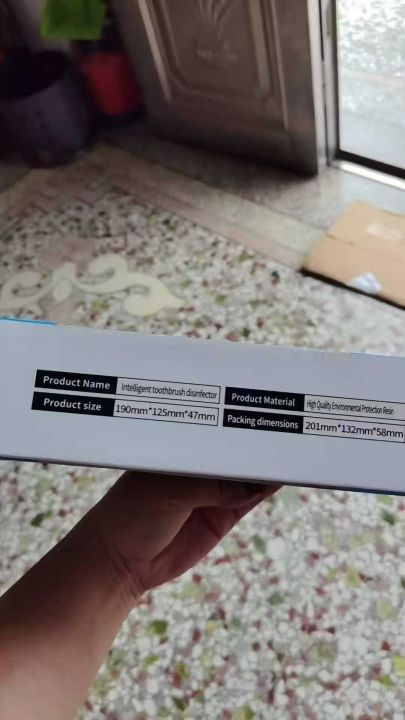 Product Name Intelligent toothbrush disinfector Product Material High Quality Environmental Protection Resin
Product size 190mm*125mm*47mm Packing dimensions 201mm*132mm*58mm